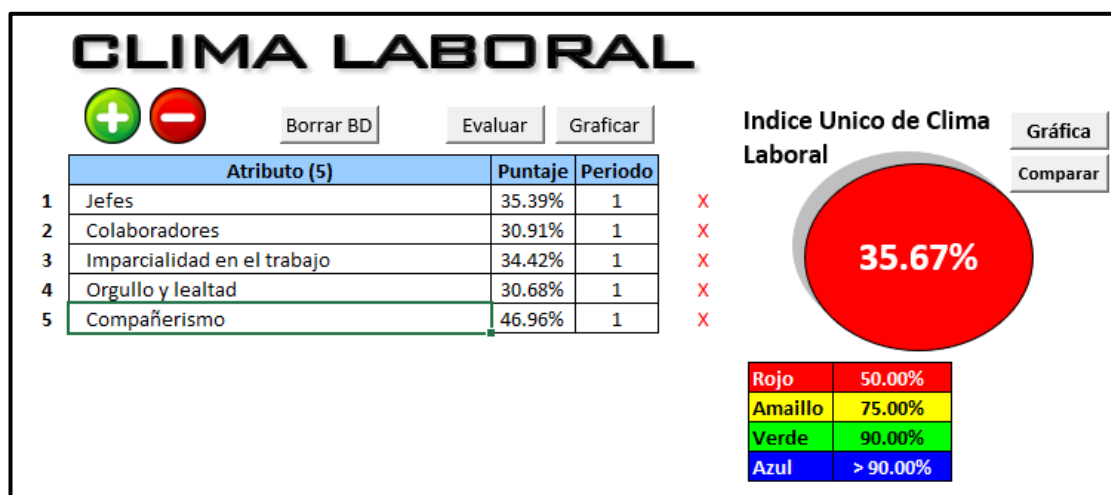 CLIMA LABORAL
Borrar BD
Evaluar
Graficar
Indice Unico de Clima
Laboral
Gráfica
Comparar
Atributo (5) Puntaje Periodo
1 Jefes 35.39% 1 X
2 Colaboradores 30.91% 1 X
3 Imparcialidad en el trabajo 34.42% 1 X
4 Orgullo y lealtad 30.68% 1 X
5 Compañerismo 46.96% 1 X
35.67%
Rojo 50.00%
Amaillo 75.00%
Verde 90.00%
Azul > 90.00%